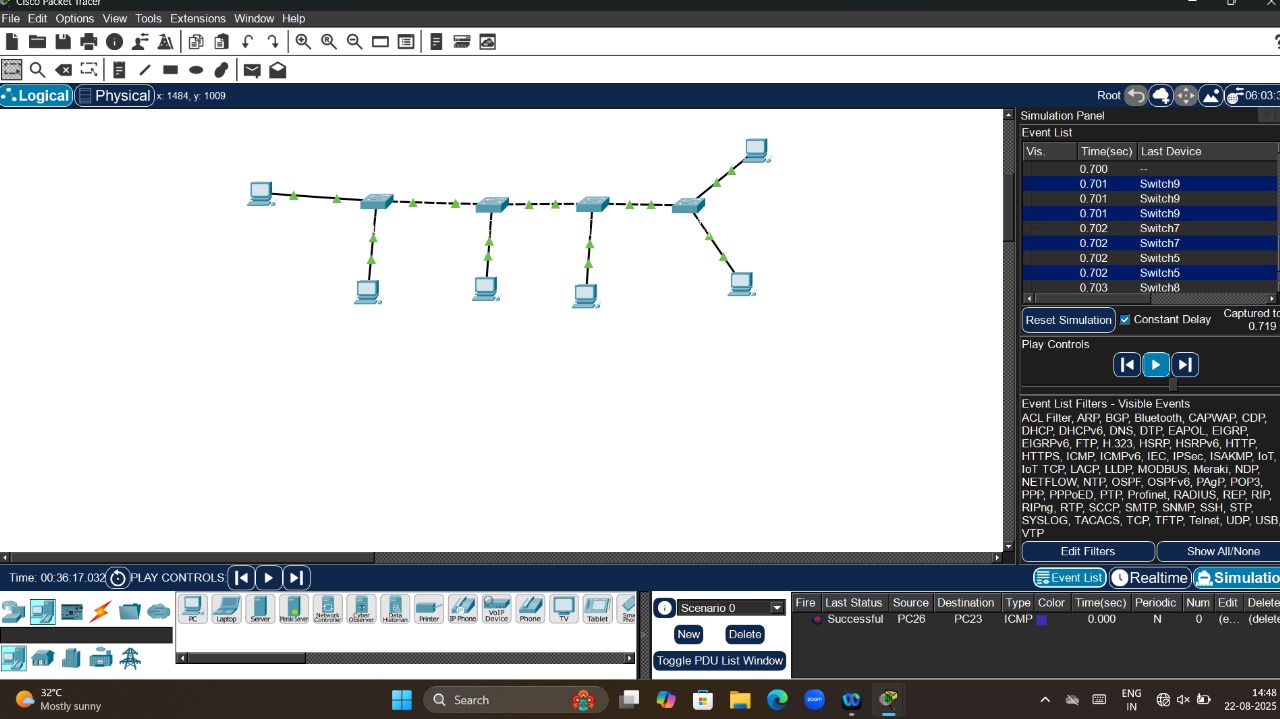 Cisco Packet Tracer
File Edit Options View Tools Extensions Window Help
Logical Physical x: 1484, y: 1009 Root 06:03:3
Simulation Panel
Event List
Vis. Time(sec) Last Device
0.700 --
0.701 Switch9
0.701 Switch9
0.701 Switch9
0.702 Switch7
0.702 Switch7
0.702 Switch5
0.702 Switch5
0.703 Switch8
Reset Simulation Constant Delay Captured to
0.719
Play Controls
Event List Filters - Visible Events
ACL Filter, ARP, BGP, Bluetooth, CAPWAP, CDP,
DHCP, DHCPv6, DNS, DTP, EAPOL, EIGRP,
EIGRPv6, FTP, H.323, HSRP, HSRPv6, HTTP,
HTTPS, ICMP, ICMPv6, IEC, IPSec, ISAKMP, IoT,
IoT TCP, LACP, LLDP, MODBUS, Meraki, NDP,
NETFLOW, NTP, OSPF, OSPFv6, PAgP, POP3,
PPP, PPPoED, PTP, Profinet, RADIUS, REP, RIP,
RIPng, RTP, SCCP, SMTP, SNMP, SSH, STP,
SYSLOG, TACACS, TCP, TFTP, Telnet, UDP, USB,
VTP
Edit Filters Show All/None
Time: 00:36:17.032 PLAY CONTROLS: Event List Realtime Simulatio
PC Laptop Server Meraki Server Network Controller Cyber Observer Data Historian Printer IP Phone VoIP Device Phone TV Tablet
Scenario 0
New Delete
Toggle PDU List Window
Fire Last Status Source Destination Type Color Time(sec) Periodic Num Edit Delet
Successful PC26 PC23 ICMP 0.000 N 0 (e... (delete
32°C
Mostly sunny
Search
zoom
ENG
IN
14:48
22-08-2025